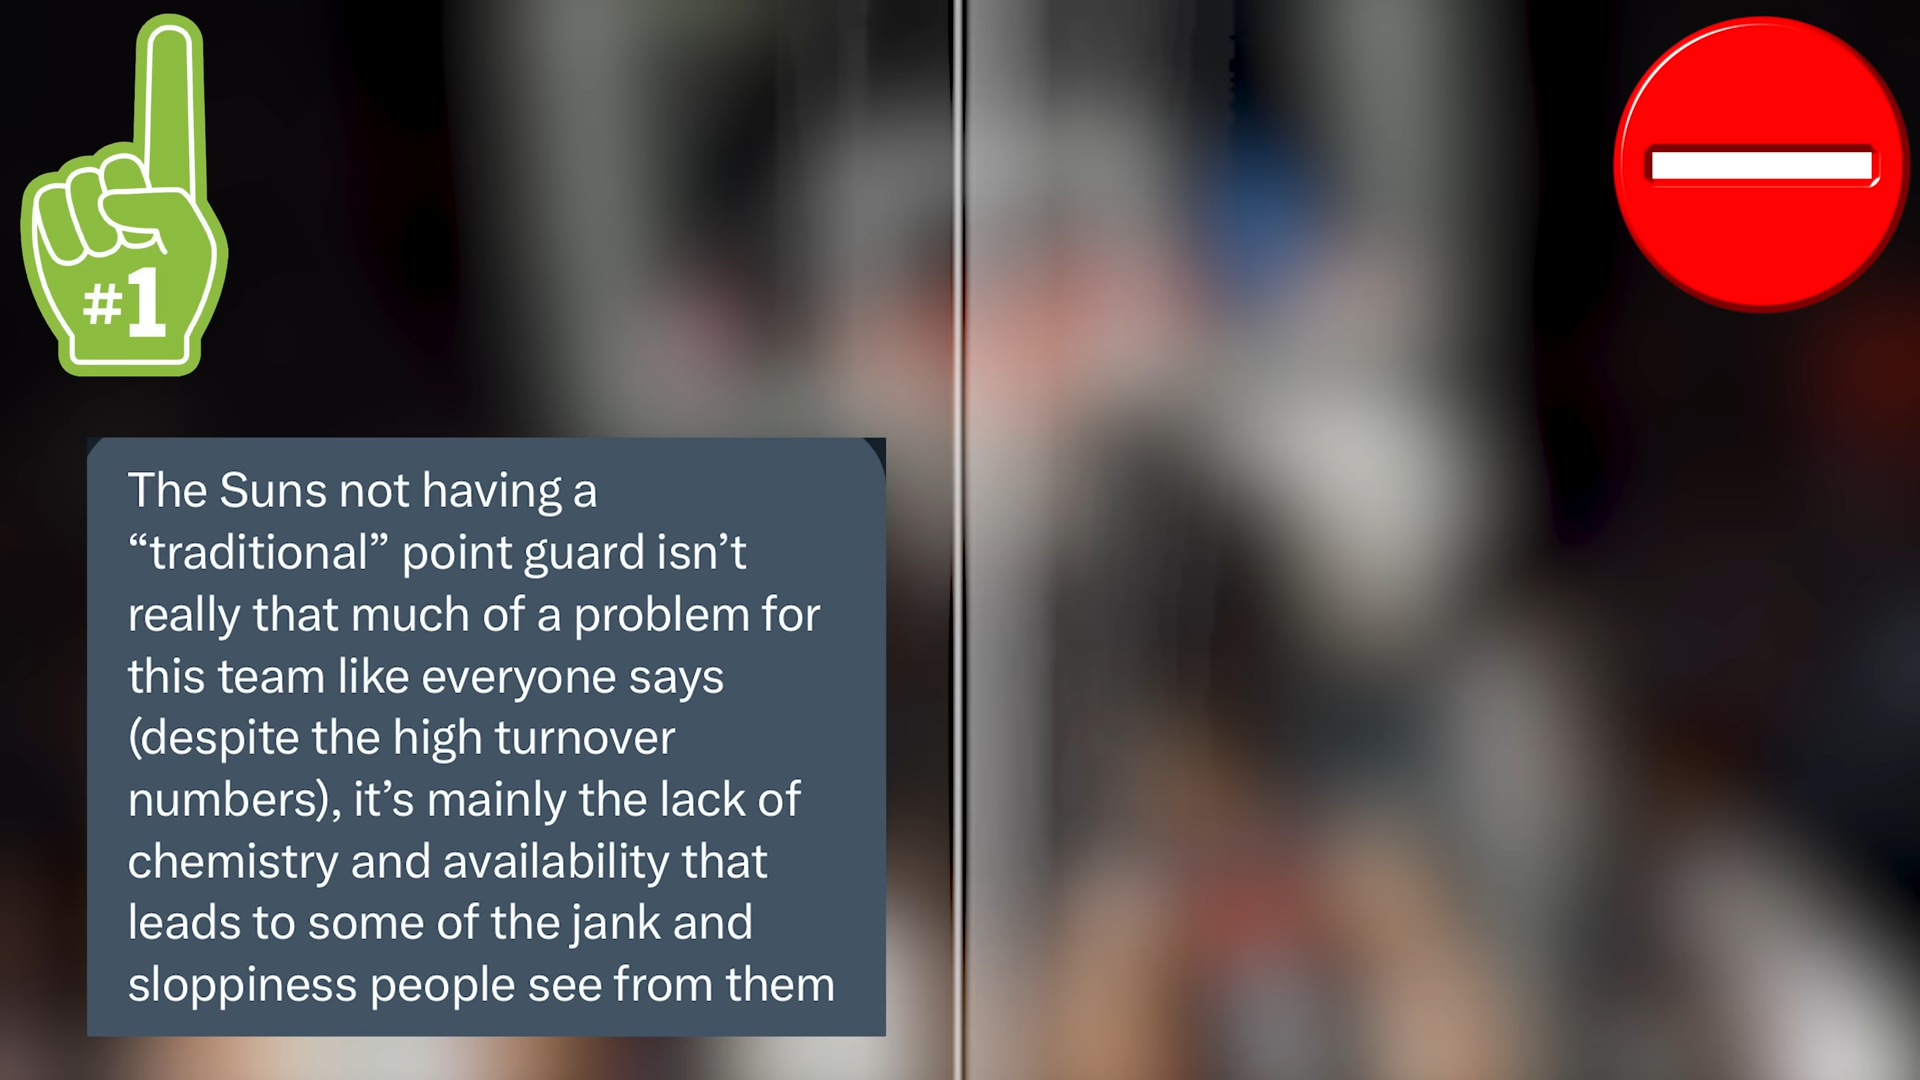 #1
The Suns not having a
“traditional” point guard isn’t
really that much of a problem for
this team like everyone says
(despite the high turnover
numbers), it’s mainly the lack of
chemistry and availability that
leads to some of the jank and
sloppiness people see from them